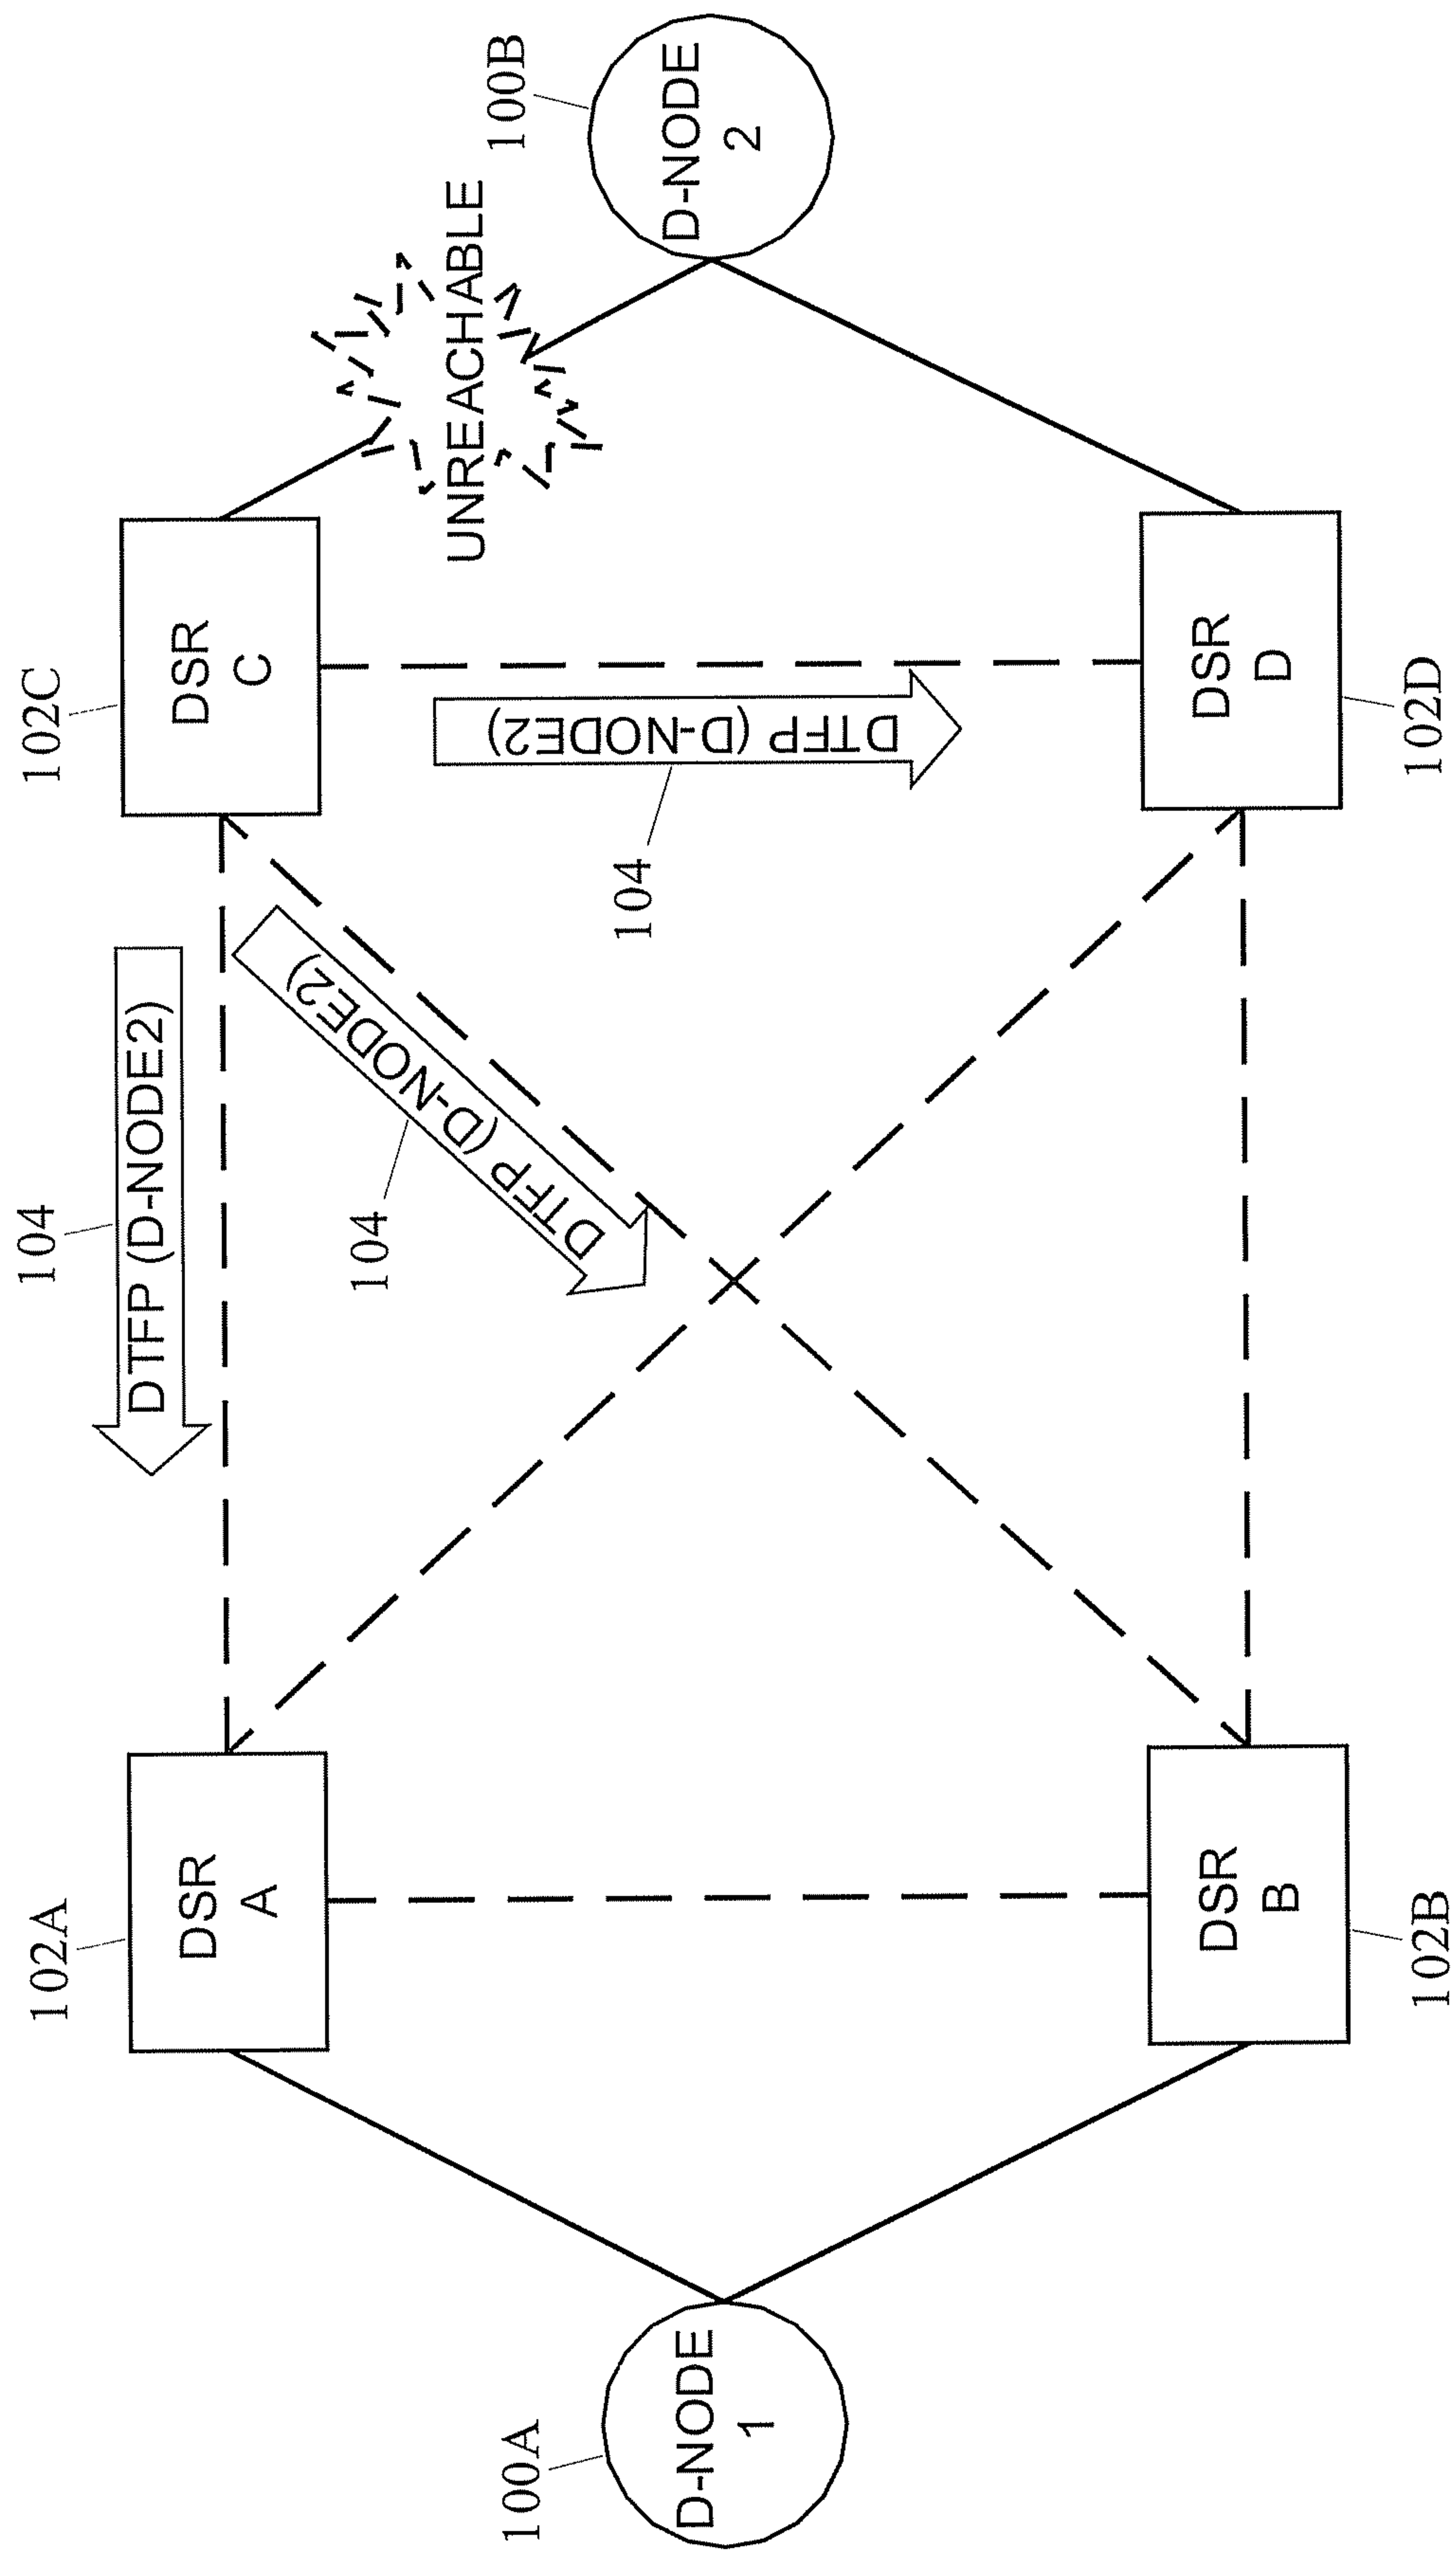 102A
DSR
A
104
DTFP (D-NODE2)
102C
DSR
C
104
DTFP (D-NODE2)
UNREACHABLE
100A
D-NODE
1
104
DTFP (D-NODE2)
100B
D-NODE
2
DSR
B
102B
DSR
D
102D